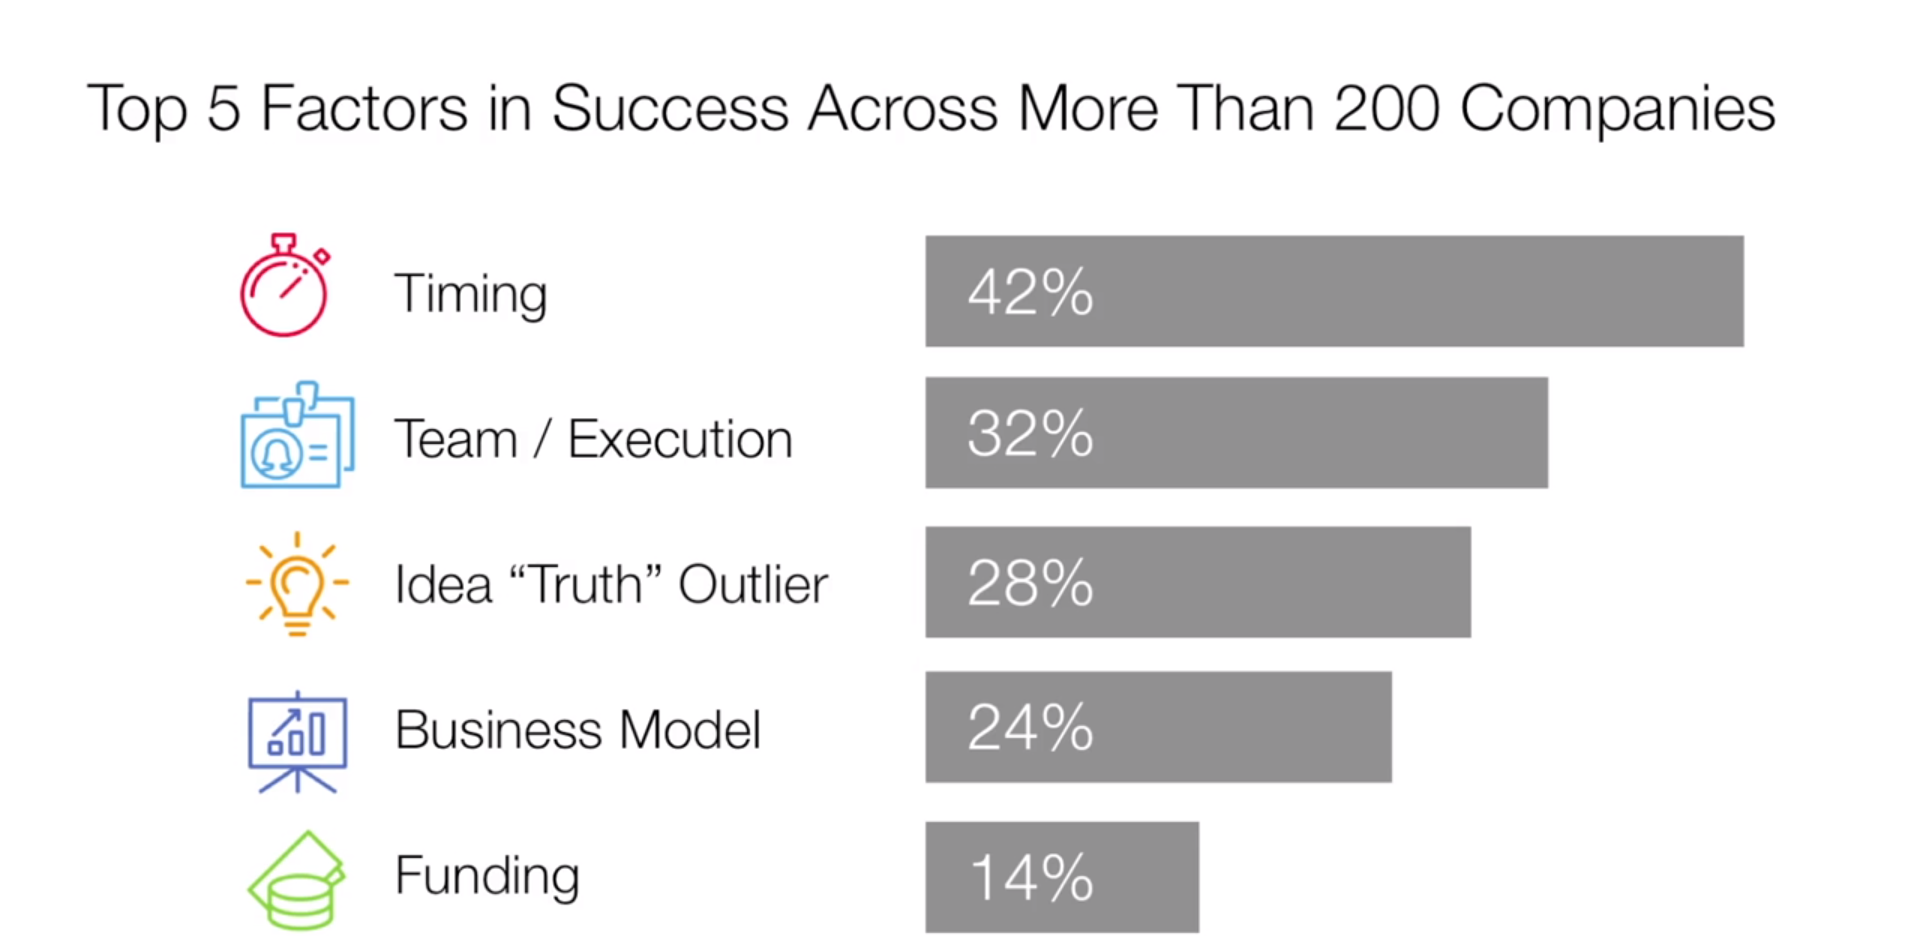 Top 5 Factors in Success Across More Than 200 Companies
Timing 42%
Team / Execution 32%
Idea “Truth” Outlier 28%
Business Model 24%
Funding 14%